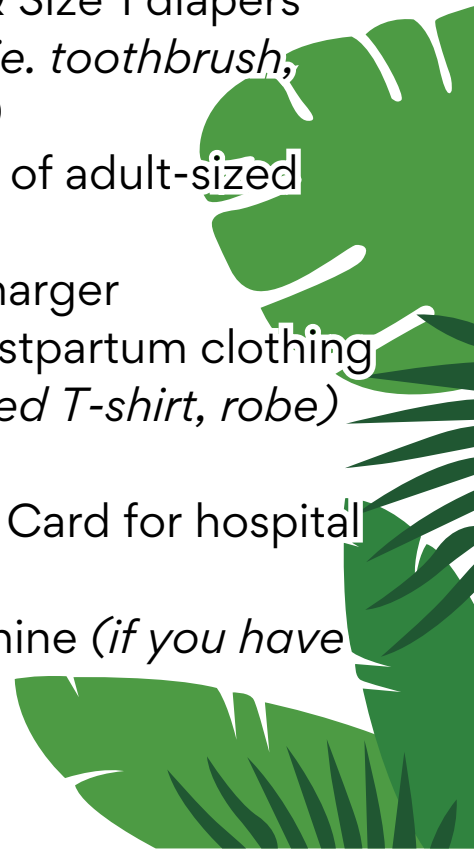 Size 1 diapers
ie. toothbrush,
)
of adult-sized
harger
stpartum clothing
ed T-shirt, robe)
Card for hospital
hine (if you have